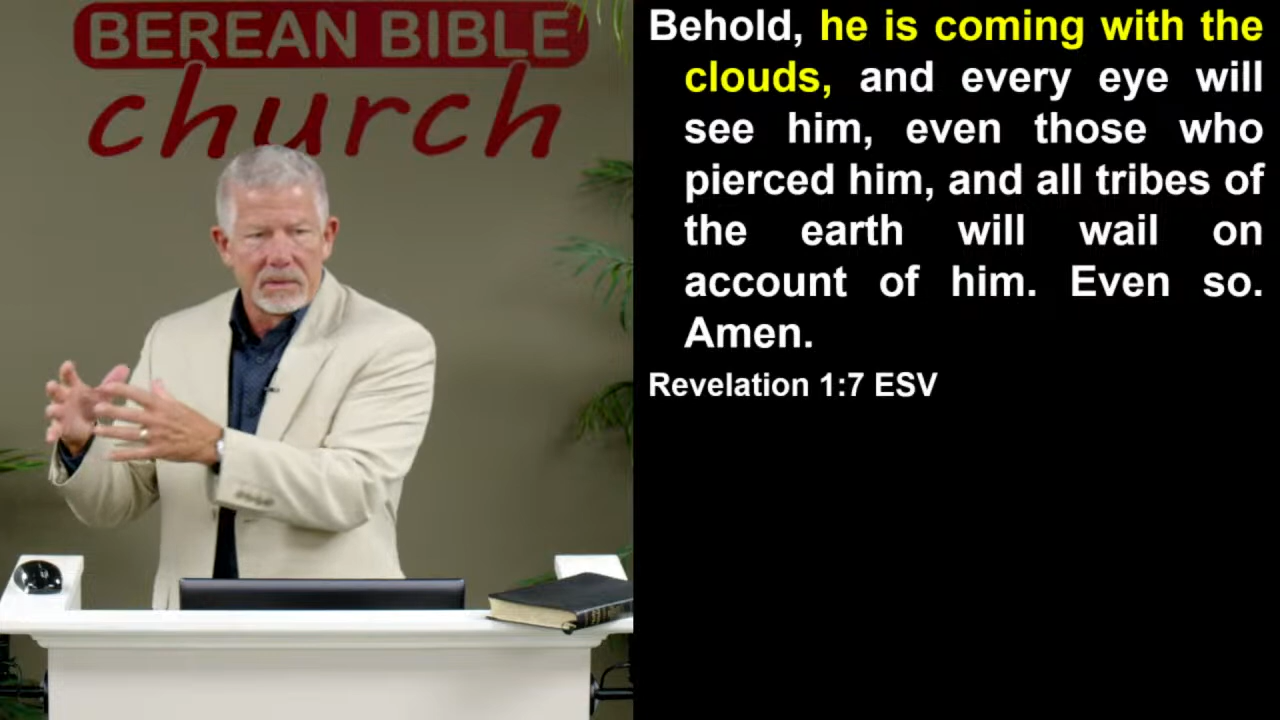 BEREAN BIBLE
church
Behold, he is coming with the
clouds, and every eye will
see him, even those who
pierced him, and all tribes of
the earth will wail on
account of him. Even so.
Amen.
Revelation 1:7 ESV